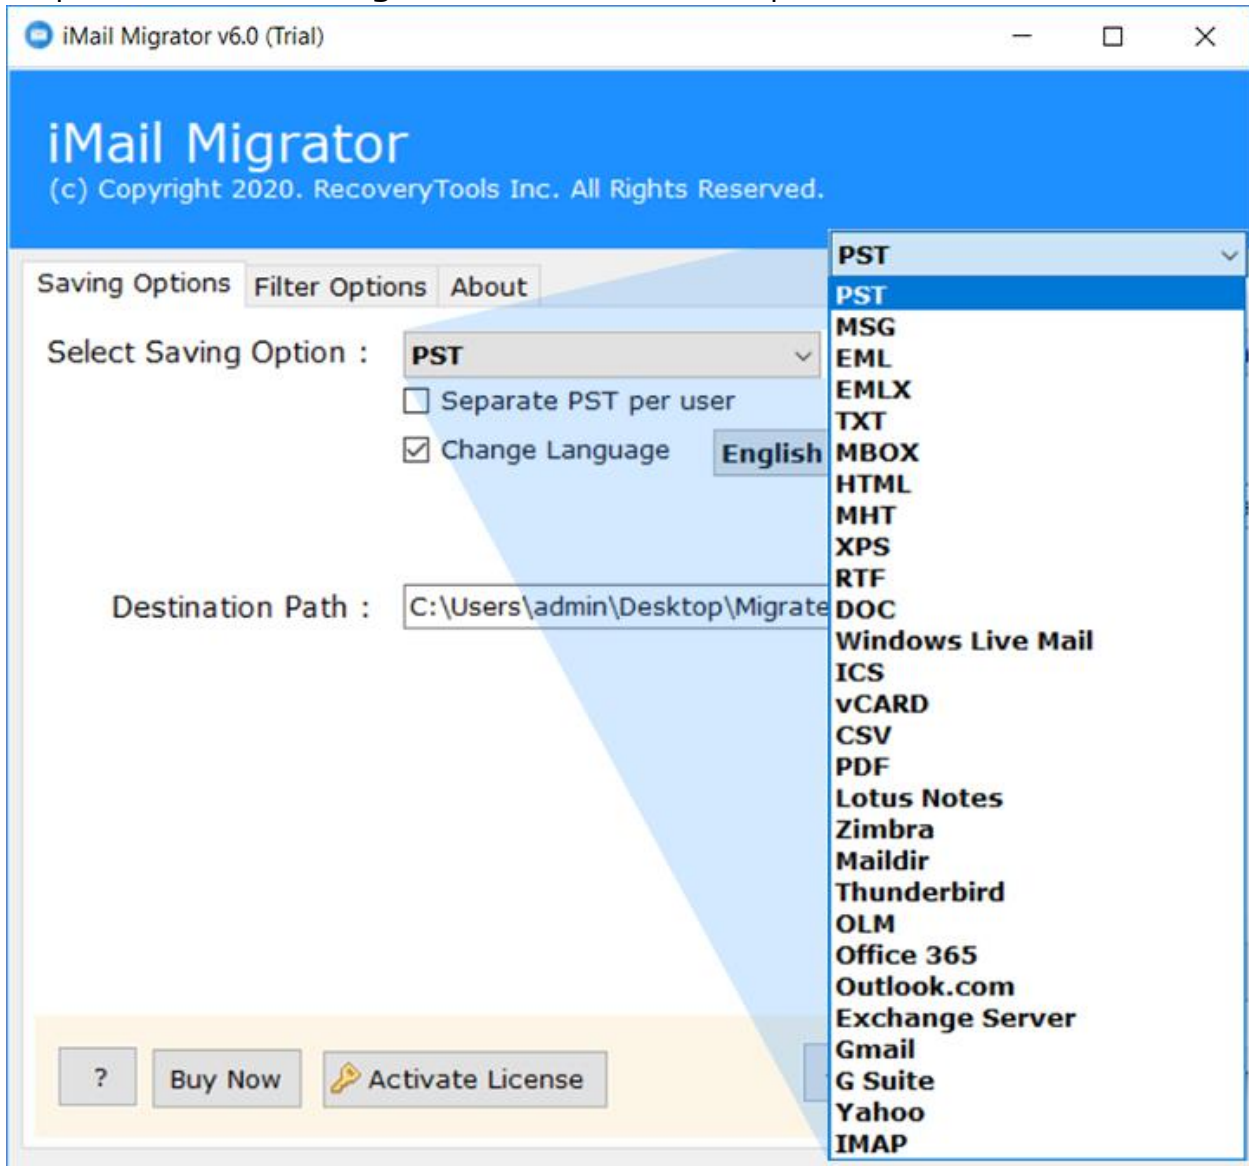 iMail Migrator v6.0 (Trial)
iMail Migrator
(c) Copyright 2020. RecoveryTools Inc. All Rights Reserved.
Saving Options Filter Options About
Select Saving Option : PST
Separate PST per user
Change Language English
Destination Path : C:\Users\admin\Desktop\Migrate
? Buy Now Activate License
PST
PST
MSG
EML
EMLX
TXT
MBOX
HTML
MHT
XPS
RTF
DOC
Windows Live Mail
ICS
vCARD
CSV
PDF
Lotus Notes
Zimbra
Maildir
Thunderbird
OLM
Office 365
Outlook.com
Exchange Server
Gmail
G Suite
Yahoo
IMAP